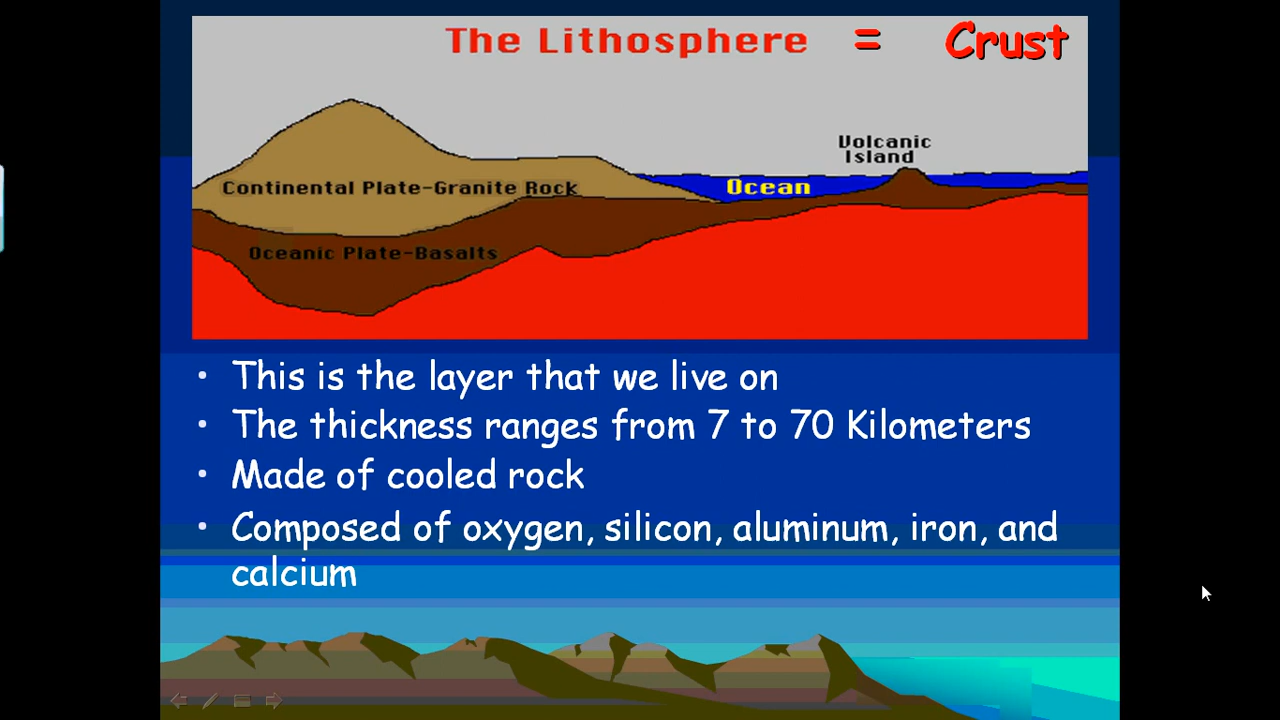 The Lithosphere = Crust
Volcanic
Island
Continental Plate-Granite Rock
Ocean
Oceanic Plate-Basalts
• This is the layer that we live on
• The thickness ranges from 7 to 70 Kilometers
• Made of cooled rock
• Composed of oxygen, silicon, aluminum, iron, and
calcium